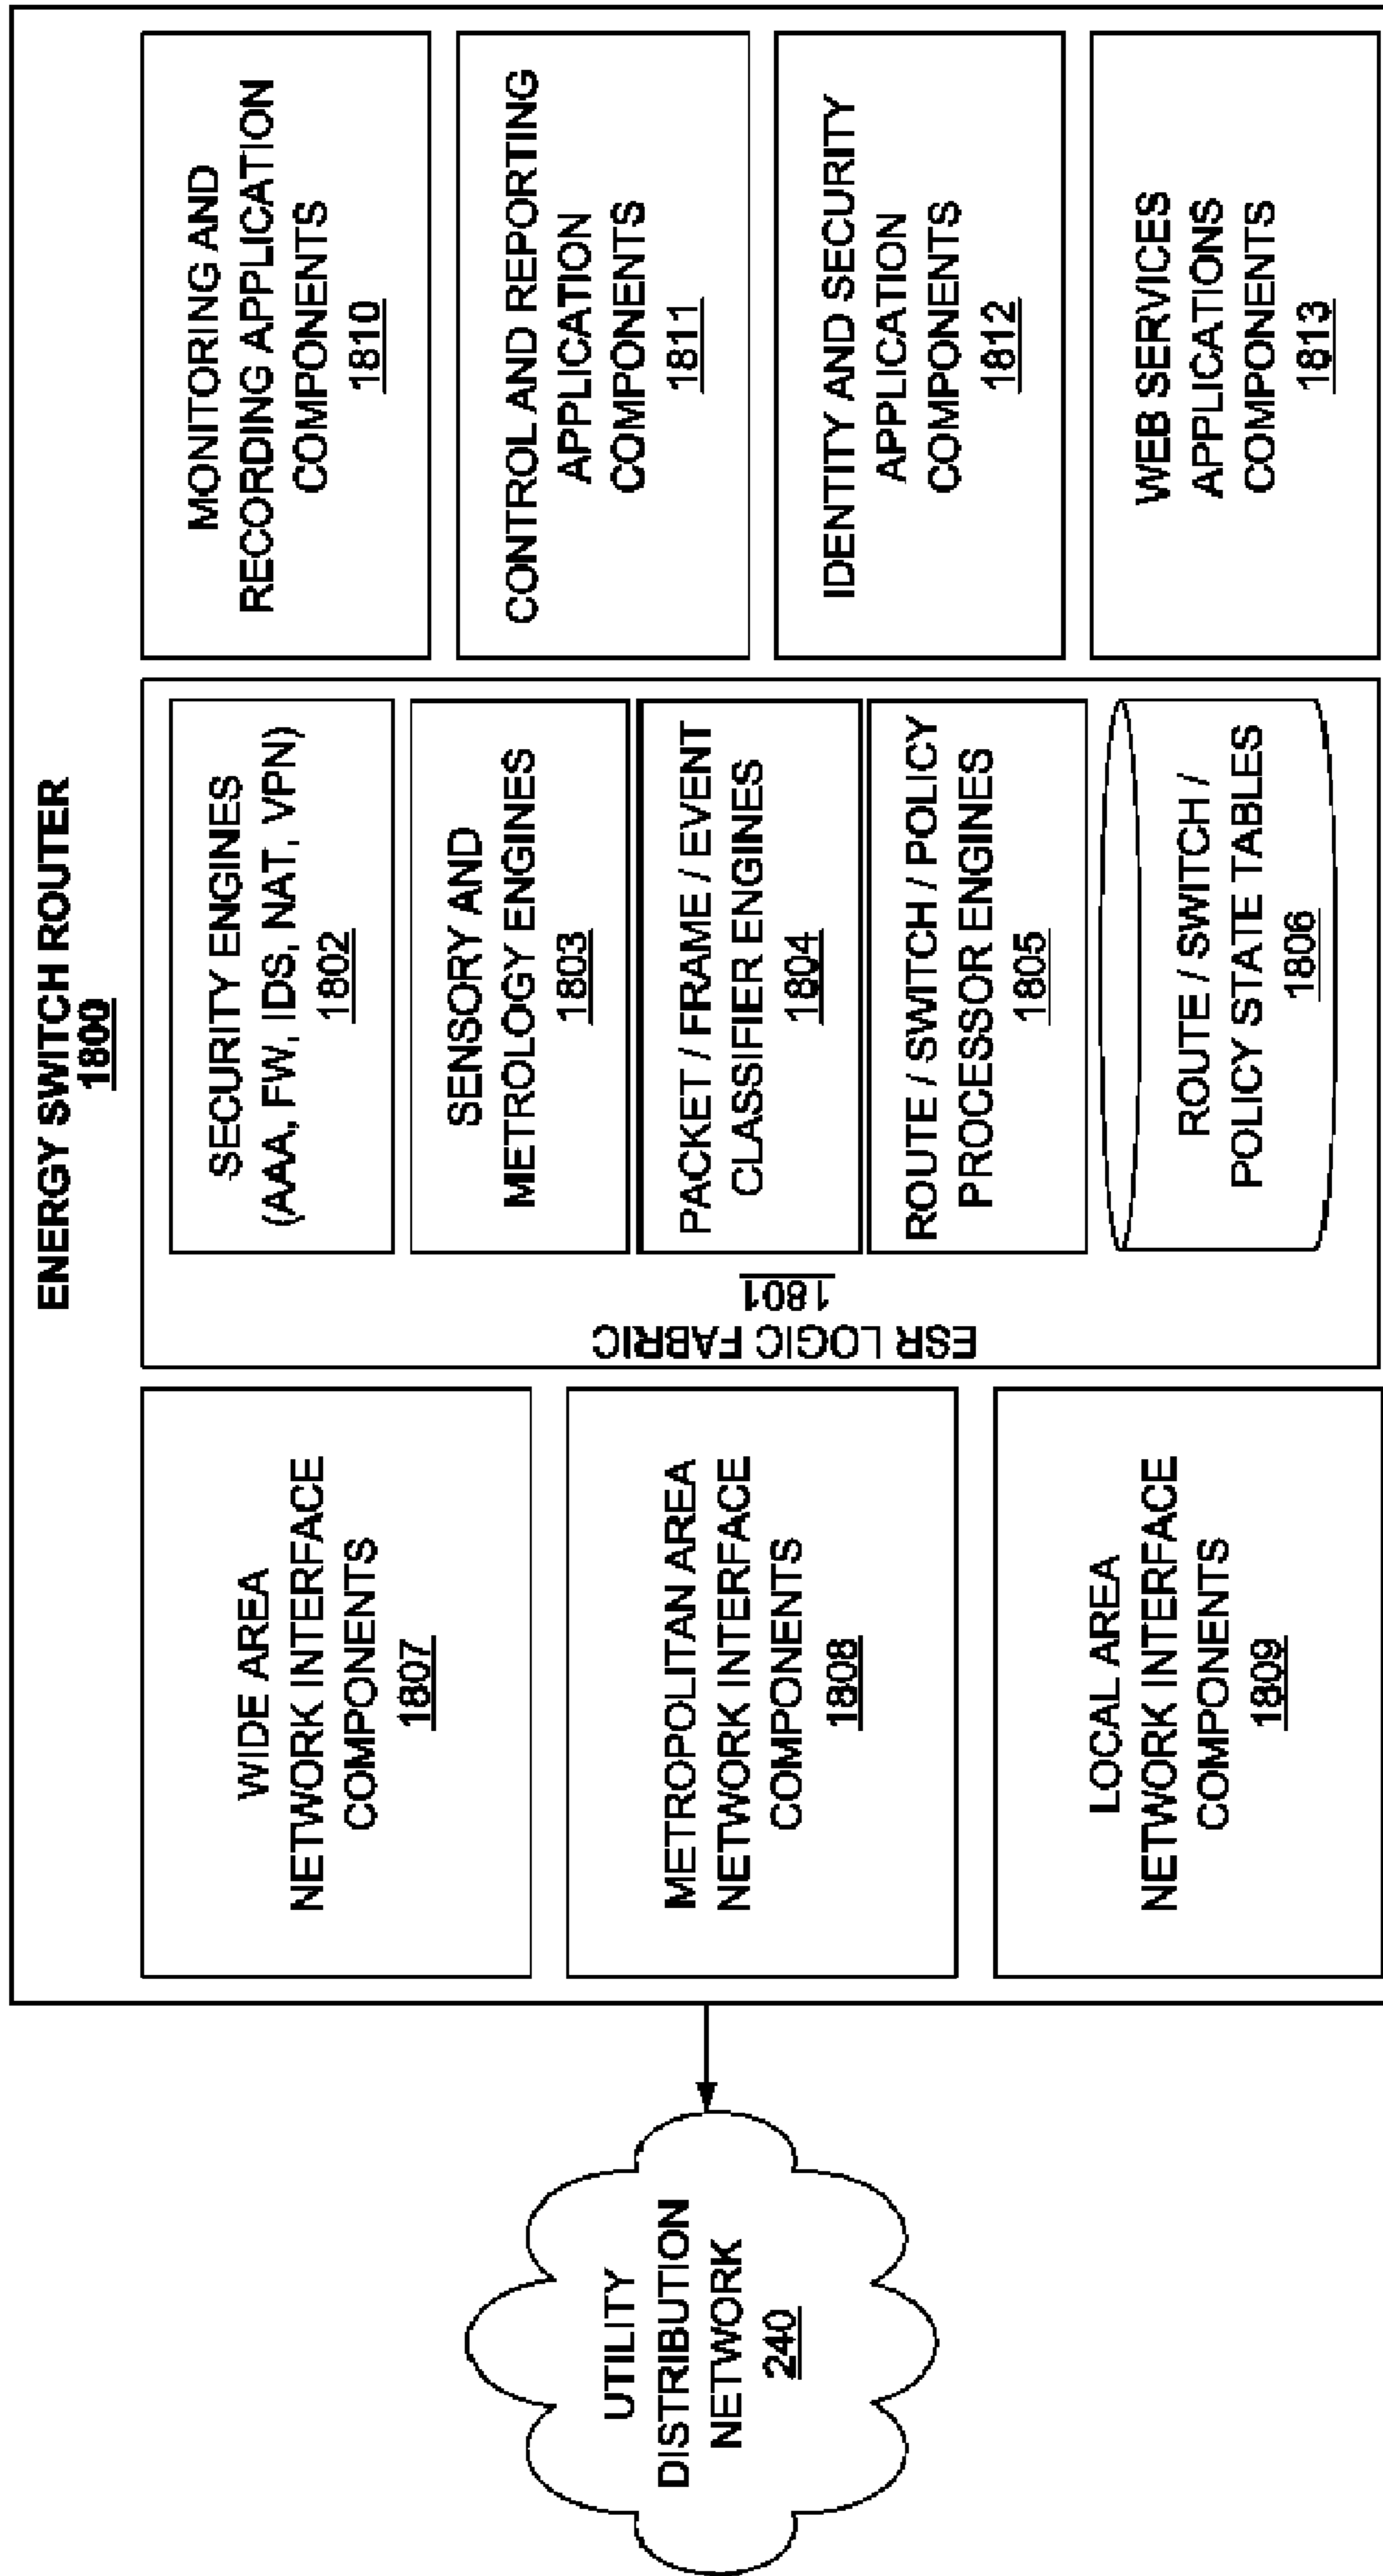 ENERGY SWITCH ROUTER
1800
UTILITY
DISTRIBUTION
NETWORK
240
WIDE AREA
NETWORK INTERFACE
COMPONENTS
1807
METROPOLITAN AREA
NETWORK INTERFACE
COMPONENTS
1808
LOCAL AREA
NETWORK INTERFACE
COMPONENTS
1809
ESR LOGIC FABRIC
1801
SECURITY ENGINES
(AAA, FW, IDS, NAT, VPN)
1802
SENSORY AND
METROLOGY ENGINES
1803
PACKET / FRAME / EVENT
CLASSIFIER ENGINES
1804
ROUTE / SWITCH / POLICY
PROCESSOR ENGINES
1805
ROUTE / SWITCH /
POLICY STATE TABLES
1806
MONITORING AND
RECORDING APPLICATION
COMPONENTS
1810
CONTROL AND REPORTING
APPLICATION
COMPONENTS
1811
IDENTITY AND SECURITY
APPLICATION
COMPONENTS
1812
WEB SERVICES
APPLICATIONS
COMPONENTS
1813